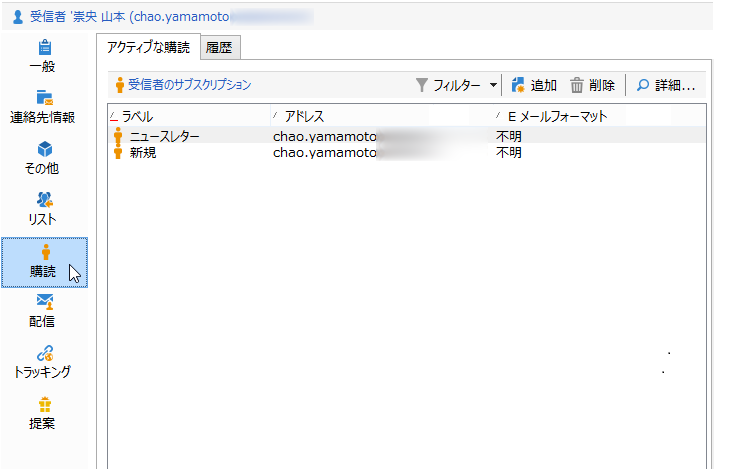 受信者 '崇央 山本 (chao.yamamoto
一般
連絡先情報
その他
リスト
購読
配信
トラッキング
提案
アクティブな購読 履歴
受信者のサブスクリプション フィルター 追加 削除 詳細...
ラベル アドレス E メールフォーマット
ニュースレター chao.yamamoto 不明
新規 chao.yamamoto 不明